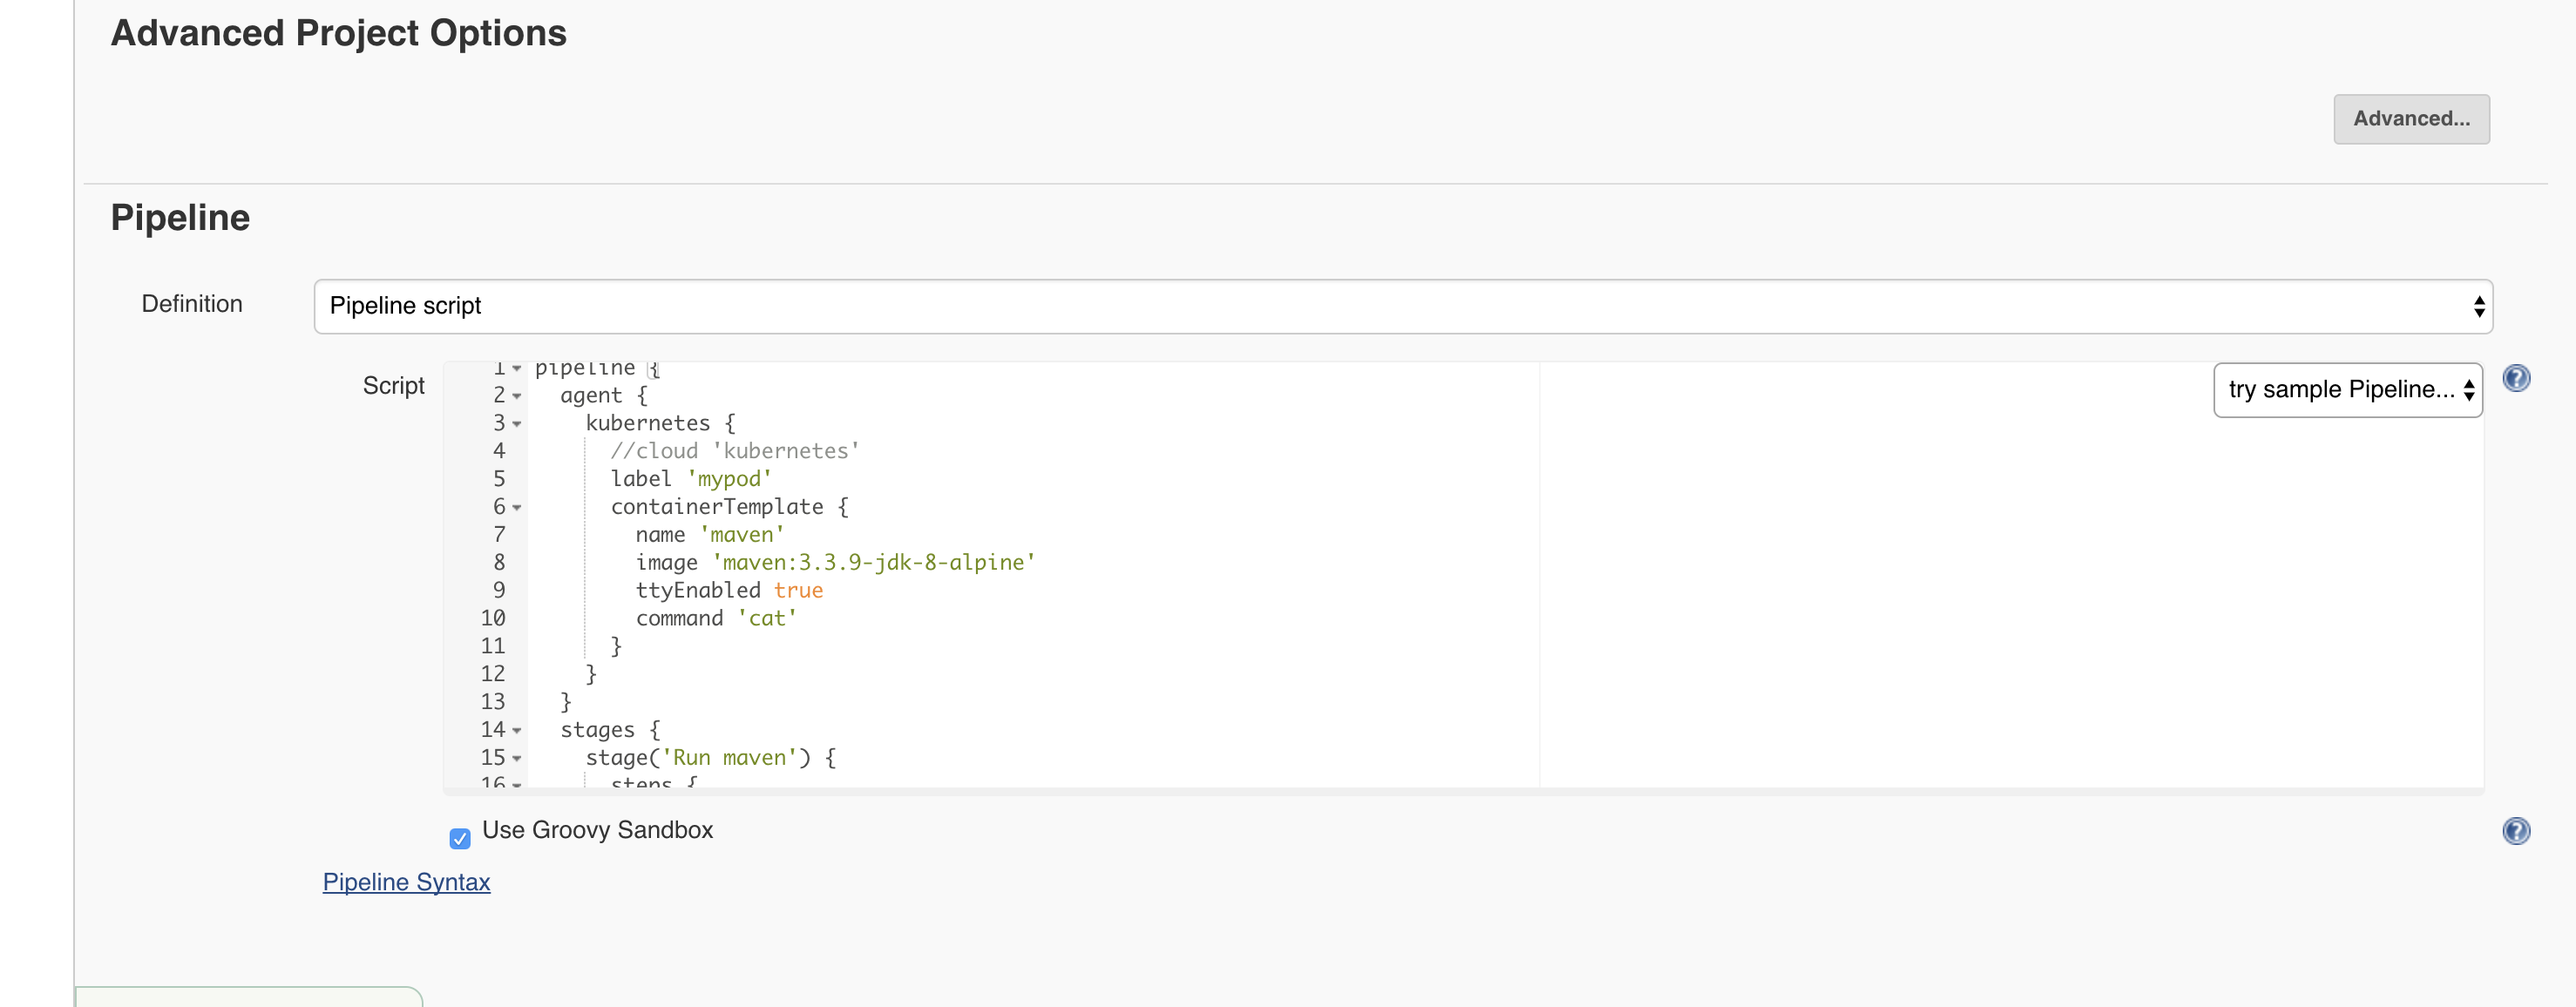 Advanced Project Options
Advanced...
Pipeline
Definition
Pipeline script
Script
try sample Pipeline...
1 pipeline {
2 agent {
3 kubernetes {
4 //cloud 'kubernetes'
5 label 'mypod'
6 containerTemplate {
7 name 'maven'
8 image 'maven:3.3.9-jdk-8-alpine'
9 ttyEnabled true
10 command 'cat'
11 }
12 }
13 }
14 stages {
15 stage('Run maven') {
16 steps {
Use Groovy Sandbox
Pipeline Syntax